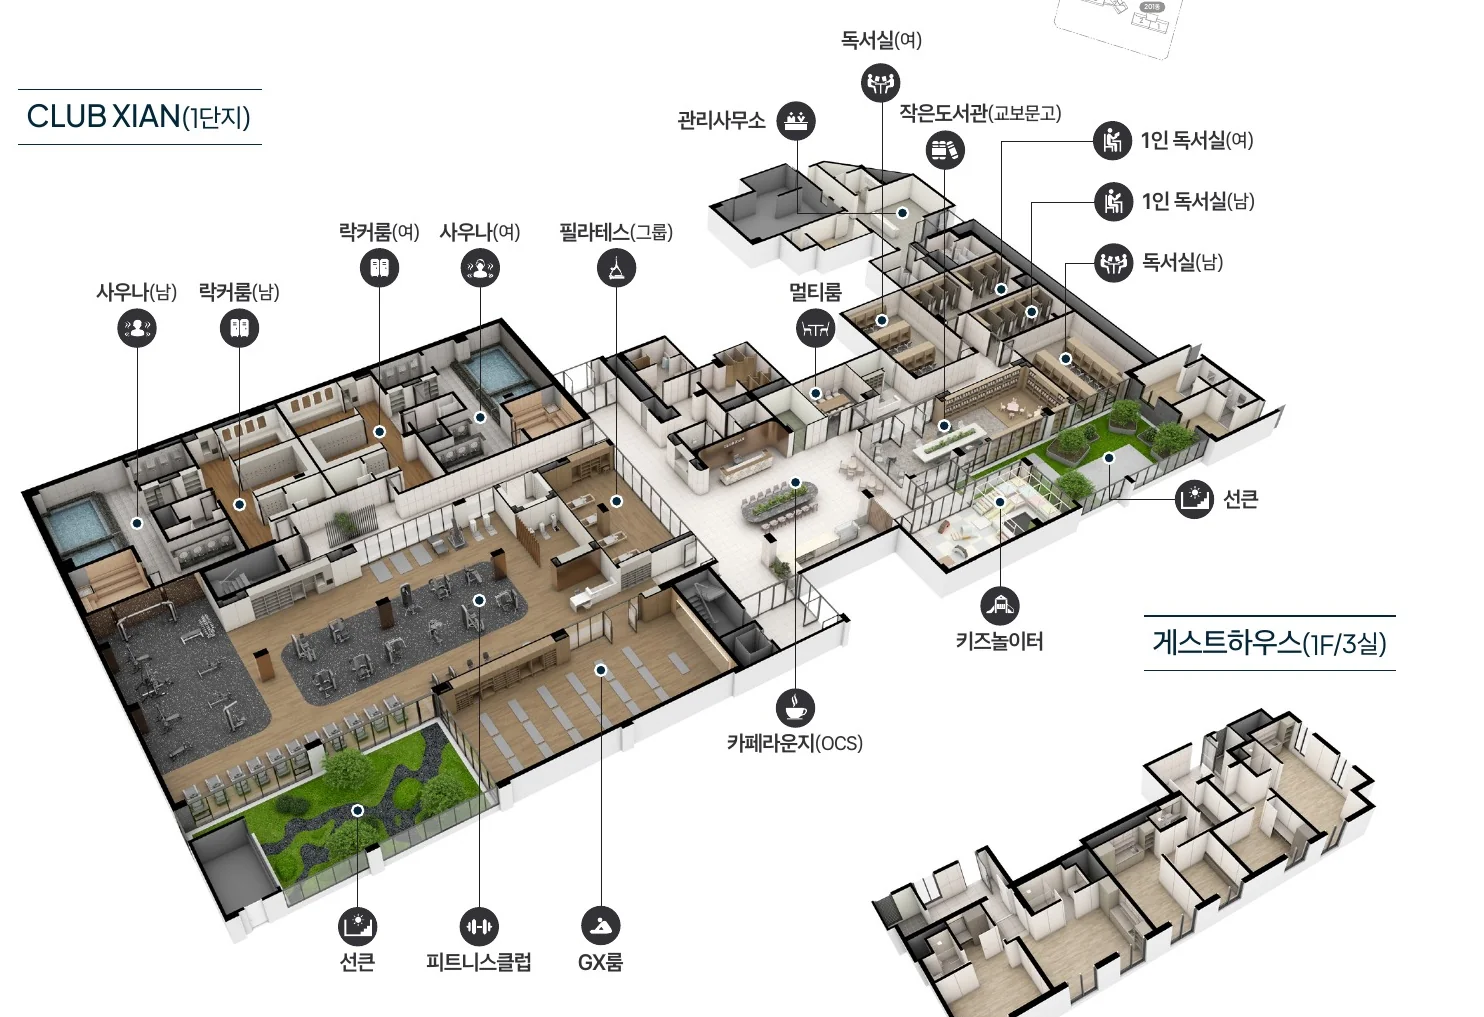 201동
독서실(여)
CLUB XIAN(1단지)
관리사무소
작은도서관(교보문고)
1인 독서실(여)
1인 독서실(남)
락커룸(여)
사우나(여)
필라테스(그룹)
독서실(남)
사우나(남)
락커룸(남)
멀티룸
선큰
키즈놀이터
게스트하우스(1F/3실)
카페라운지(OCS)
선큰
피트니스클럽
GX룸